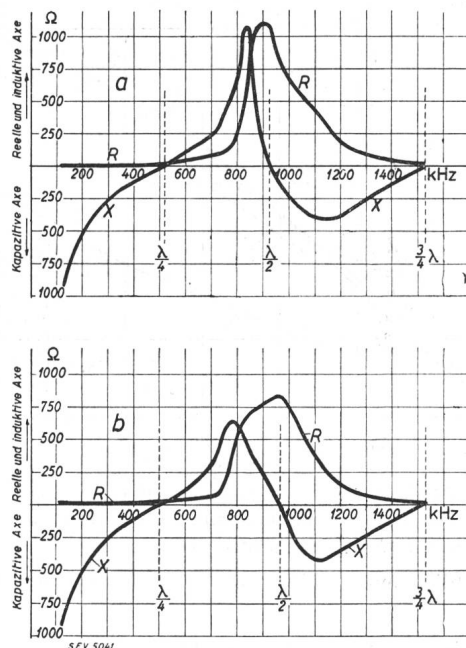 Ω
1000
750
500
250
250
500
750
1000
Reelle und induktive Axe
Kapazitive Axe
a
R
R
X
X
200 400 600 800 1000 1200 1400 kHz
λ/4
λ/2
3/4 λ
Ω
1000
750
500
250
250
500
750
1000
Reelle und induktive Axe
Kapazitive Axe
b
R
R
X
X
200 400 600 800 1000 1200 1400 kHz
λ/4
λ/2
3/4 λ
SEV 5041